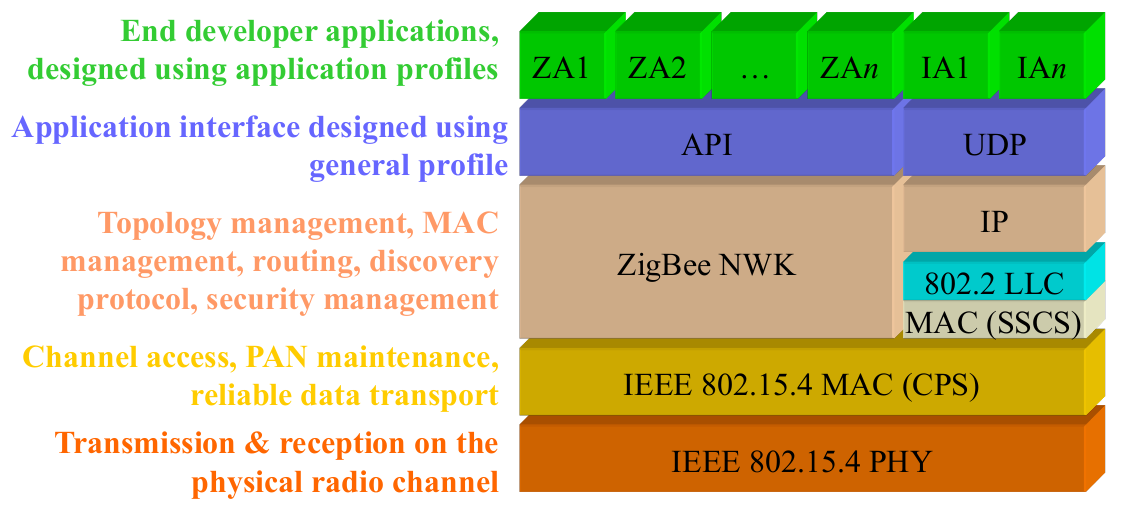 End developer applications,
designed using application profiles
ZA1 ZA2 … ZAn IA1 IAn
Application interface designed using
general profile
API UDP
Topology management, MAC
management, routing, discovery
protocol, security management
ZigBee NWK
IP
802.2 LLC
MAC (SSCS)
Channel access, PAN maintenance,
reliable data transport
IEEE 802.15.4 MAC (CPS)
Transmission & reception on the
physical radio channel
IEEE 802.15.4 PHY